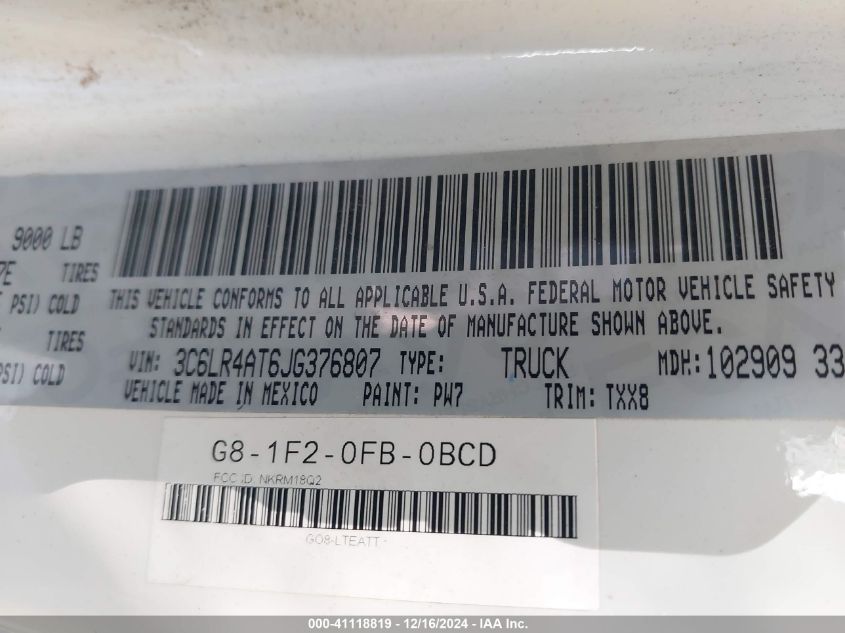 9000 LB
7E TIRES
PSI) COLD
TIRES
PSI) COLD
THIS VEHICLE CONFORMS TO ALL APPLICABLE U.S.A. FEDERAL MOTOR VEHICLE SAFETY
STANDARDS IN EFFECT ON THE DATE OF MANUFACTURE SHOWN ABOVE.
VIN: 3C6LR4AT6JG376807 TYPE: TRUCK MDH:102909 33
VEHICLE MADE IN MEXICO PAINT: PW7 TRIM: TXX8
G8-1F2-0FB-0BCD
FCC ID: NKRM18Q2
GO8-LTEATT-
000-41118819 - 12/16/2024 - IAA Inc.